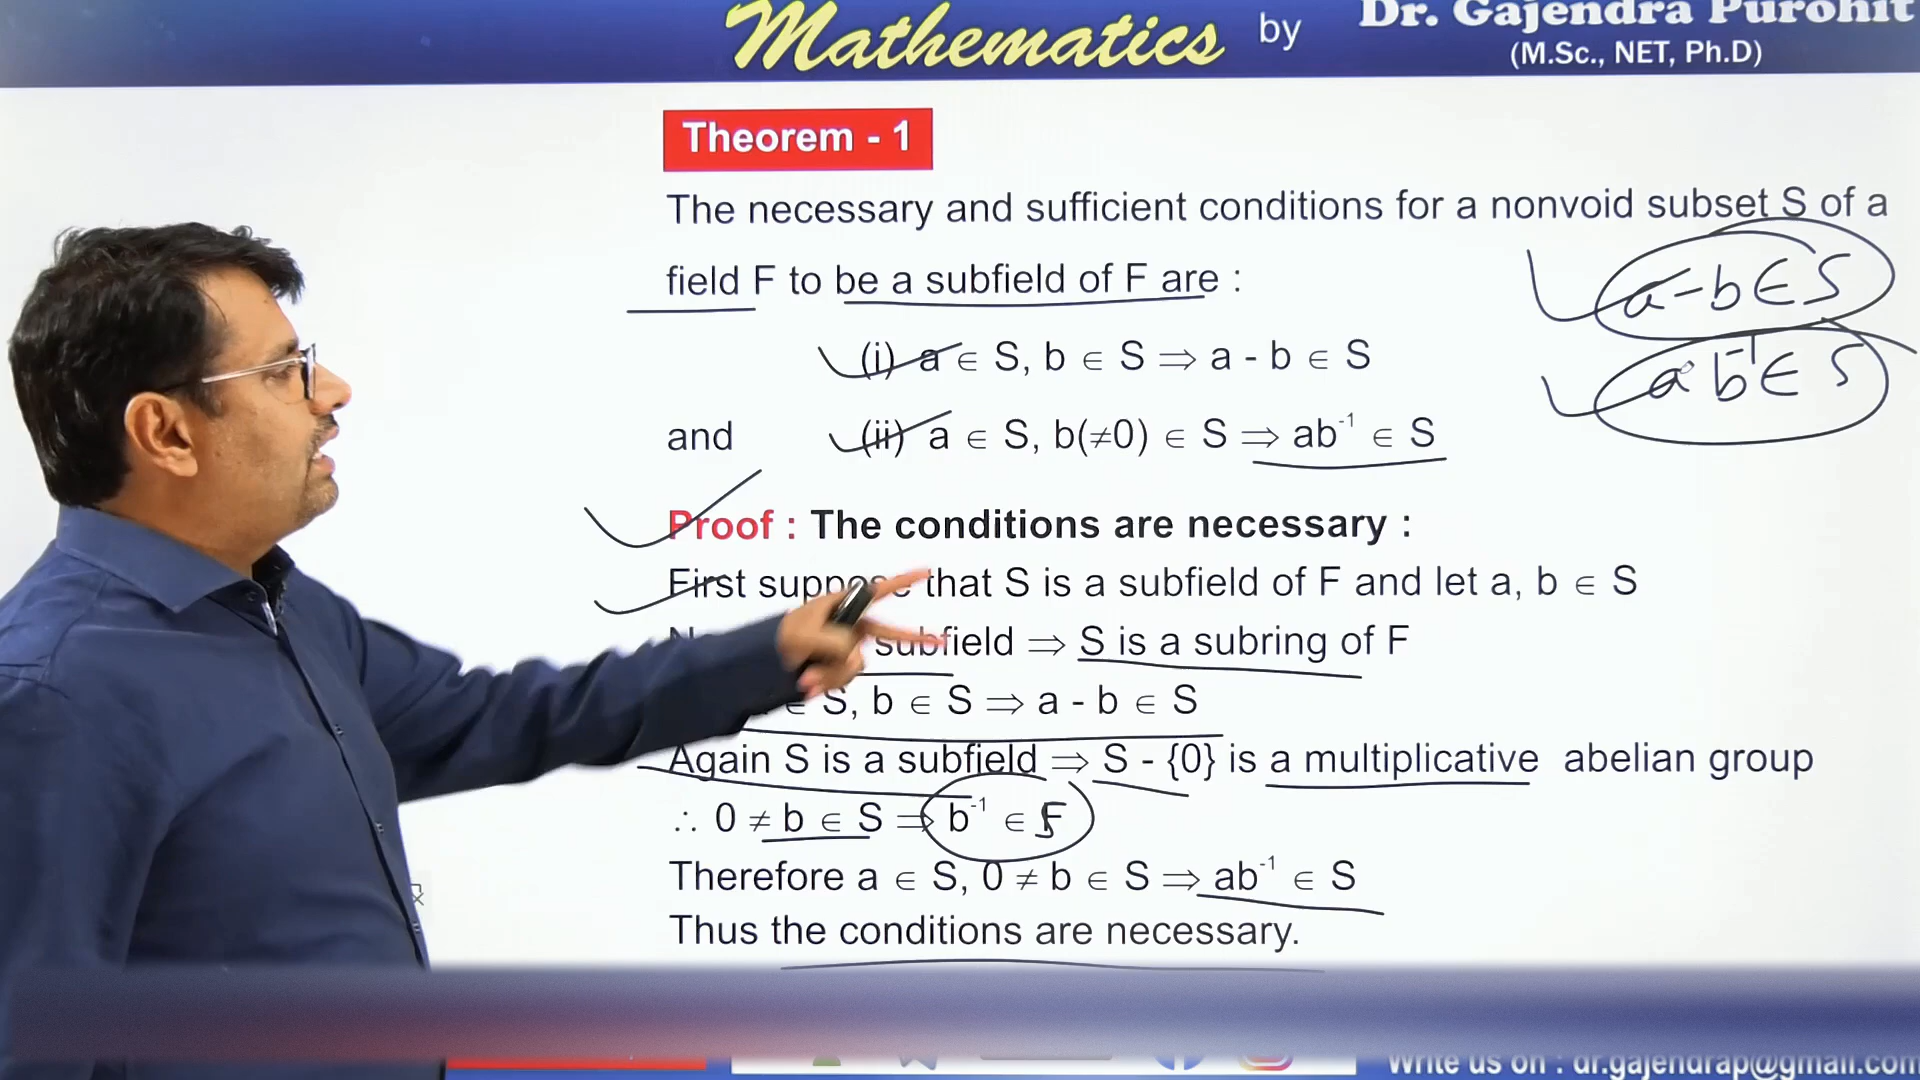 Mathematics by Dr. Gajendra Purohit
(M.Sc., NET, Ph.D)
Theorem - 1
The necessary and sufficient conditions for a nonvoid subset S of a
field F to be a subfield of F are :
a-b∈S
(i) a ∈ S, b ∈ S ⇒ a - b ∈ S
ab⁻¹∈ S
and (ii) a ∈ S, b(≠0) ∈ S ⇒ ab⁻¹ ∈ S
Proof : The conditions are necessary :
First suppose that S is a subfield of F and let a, b ∈ S
subfield ⇒ S is a subring of F
∈ S, b ∈ S ⇒ a - b ∈ S
Again S is a subfield ⇒ S - {0} is a multiplicative abelian group
∴ 0 ≠ b ∈ S ⇒ b⁻¹ ∈
Therefore a ∈ S, 0 ≠ b ∈ S ⇒ ab⁻¹ ∈ S
Thus the conditions are necessary.
Write us on : dr.gajendrap@gmail.com